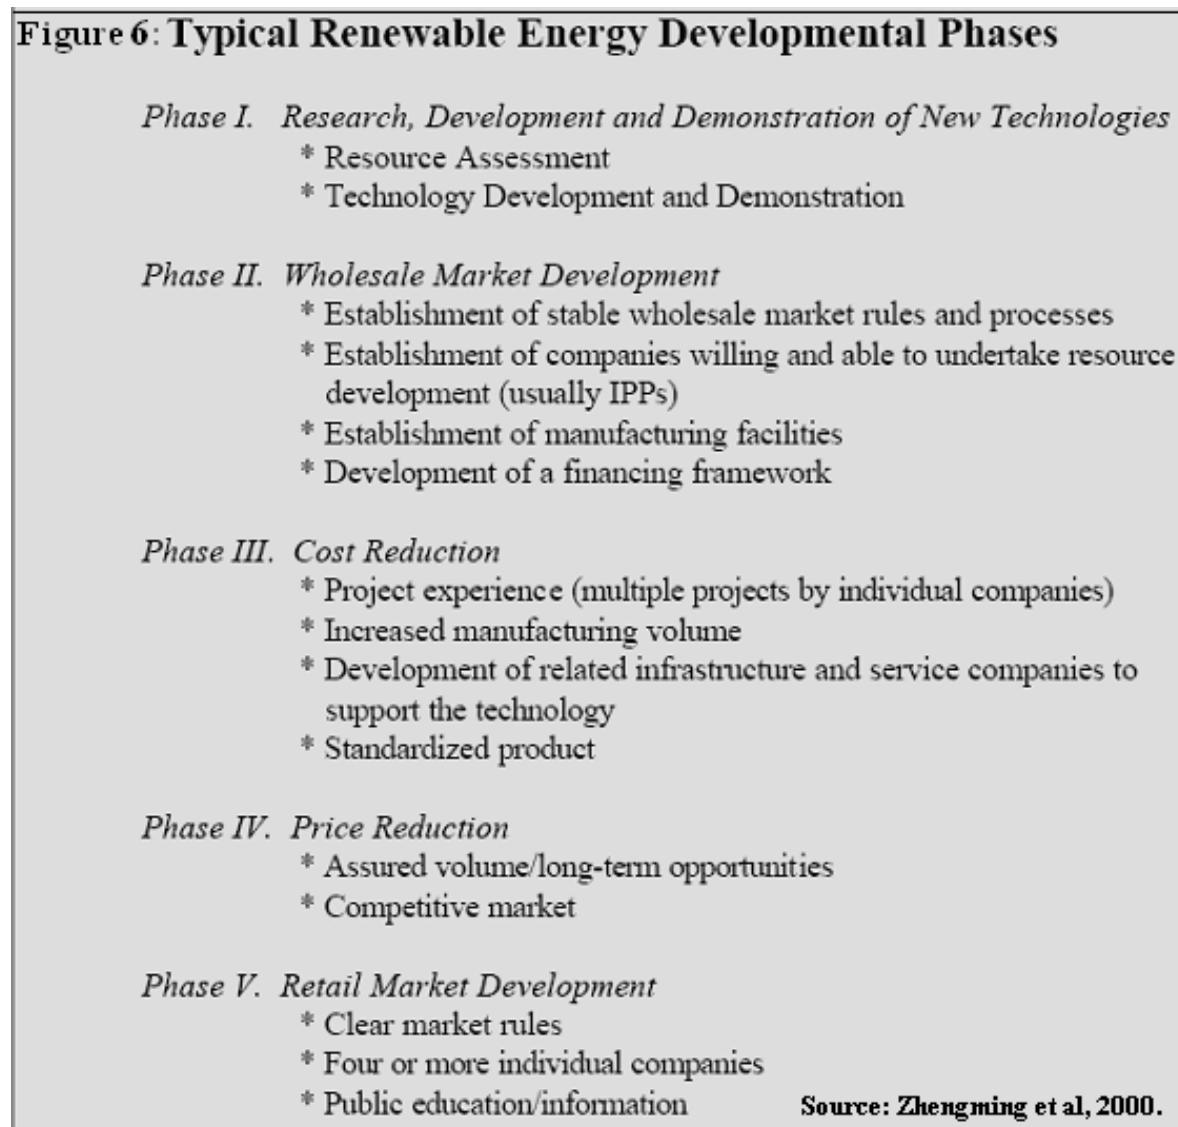 Figure 6: Typical Renewable Energy Developmental Phases
Phase I. Research, Development and Demonstration of New Technologies
* Resource Assessment
* Technology Development and Demonstration
Phase II. Wholesale Market Development
* Establishment of stable wholesale market rules and processes
* Establishment of companies willing and able to undertake resource
development (usually IPPs)
* Establishment of manufacturing facilities
* Development of a financing framework
Phase III. Cost Reduction
* Project experience (multiple projects by individual companies)
* Increased manufacturing volume
* Development of related infrastructure and service companies to
support the technology
* Standardized product
Phase IV. Price Reduction
* Assured volume/long-term opportunities
* Competitive market
Phase V. Retail Market Development
* Clear market rules
* Four or more individual companies
* Public education/information Source: Zhengming et al, 2000.